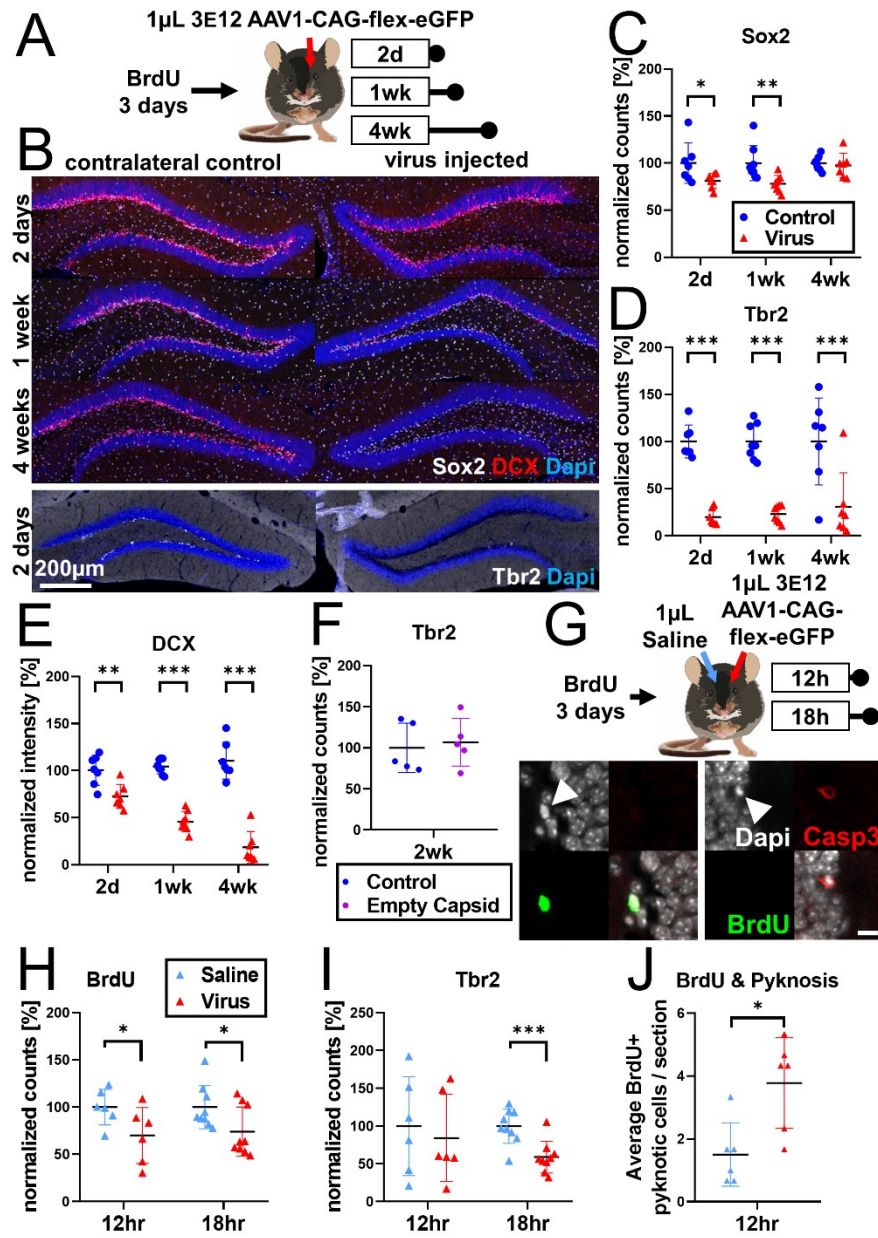 A
1µL 3E12 AAV1-CAG-flex-eGFP
BrdU
3 days
2d
1wk
4wk
B
contralateral control
virus injected
2 days
1 week
4 weeks
Sox2 DCX Dapi
2 days
200µm
Tbr2 Dapi
C
Sox2
normalized counts [%]
150
100
50
0
*
**
Control
Virus
2d
1wk
4wk
D
Tbr2
normalized counts [%]
200
150
100
50
0
***
***
***
2d
1wk
4wk
E
DCX
normalized intensity [%]
200
150
100
50
0
**
***
***
2d
1wk
4wk
F
Tbr2
normalized counts [%]
200
150
100
50
0
2wk
Control
Empty Capsid
G
1µL
Saline
1µL 3E12
AAV1-CAG-
flex-eGFP
BrdU
3 days
12h
18h
Dapi
Casp3
BrdU
H
BrdU
Saline
Virus
normalized counts [%]
200
150
100
50
0
*
*
12hr
18hr
I
Tbr2
normalized counts [%]
250
200
150
100
50
0
***
12hr
18hr
J
BrdU & Pyknosis
Average BrdU+
pyknotic cells / section
6
4
2
0
*
12hr